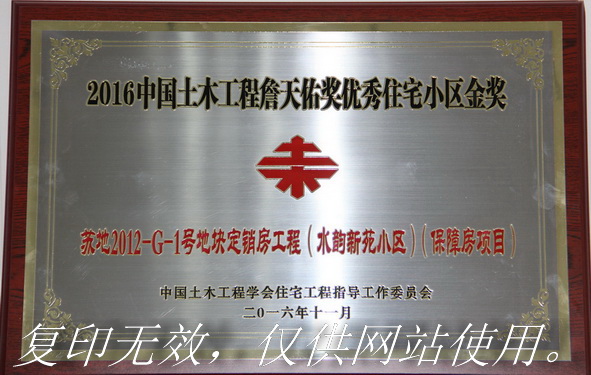 2016中国土木工程詹天佑奖优秀住宅小区金奖
苏地2012-G-1号地块定销房工程(水韵新苑小区)(保障房项目)
中国土木工程学会住宅工程指导工作委员会
二〇一六年十一月
复印无效，仅供网站使用。